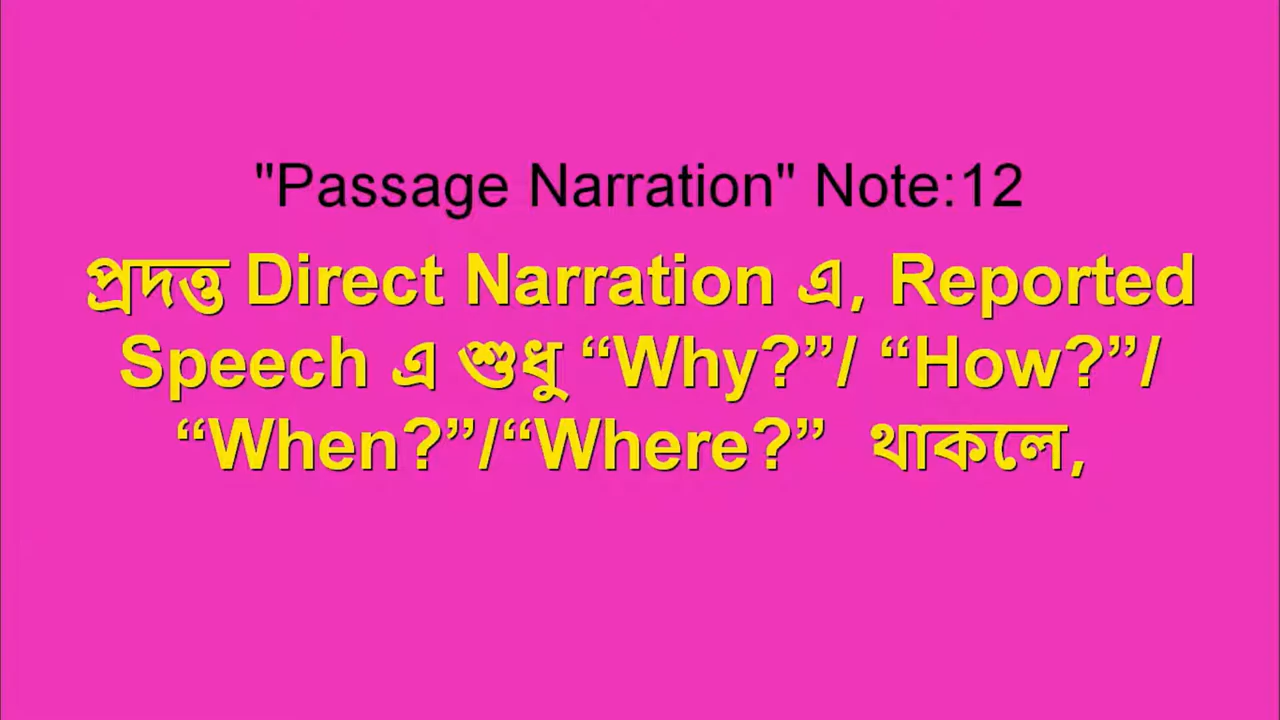 "Passage Narration" Note:12
প্রদত্ত Direct Narration এ, Reported
Speech এ শুধু “Why?”/ “How?”/
“When?”/“Where?” থাকলে,